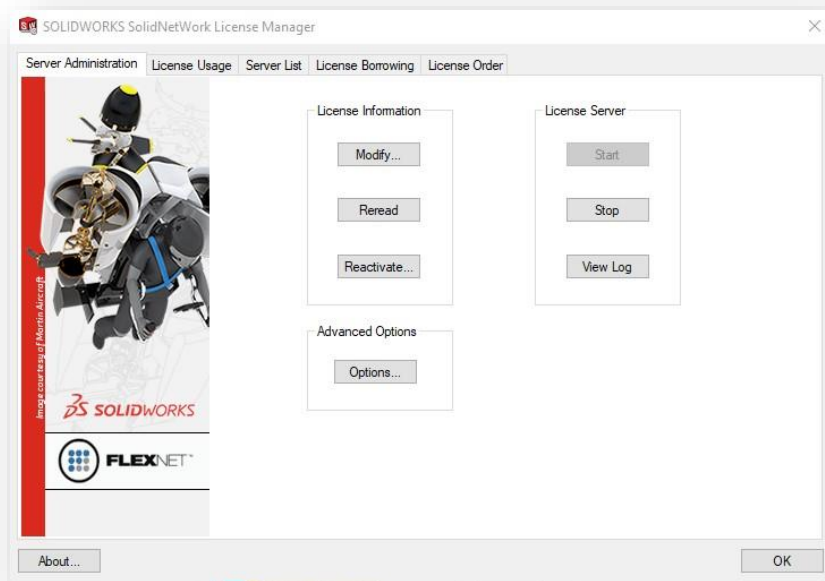 SOLIDWORKS SolidNetWork License Manager
Server Administration
License Usage
Server List
License Borrowing
License Order
License Information
Modify...
Reread
Reactivate...
License Server
Start
Stop
View Log
Advanced Options
Options...
Image courtesy of Martin Aircraft
SOLIDWORKS
FLEXNET
About...
OK